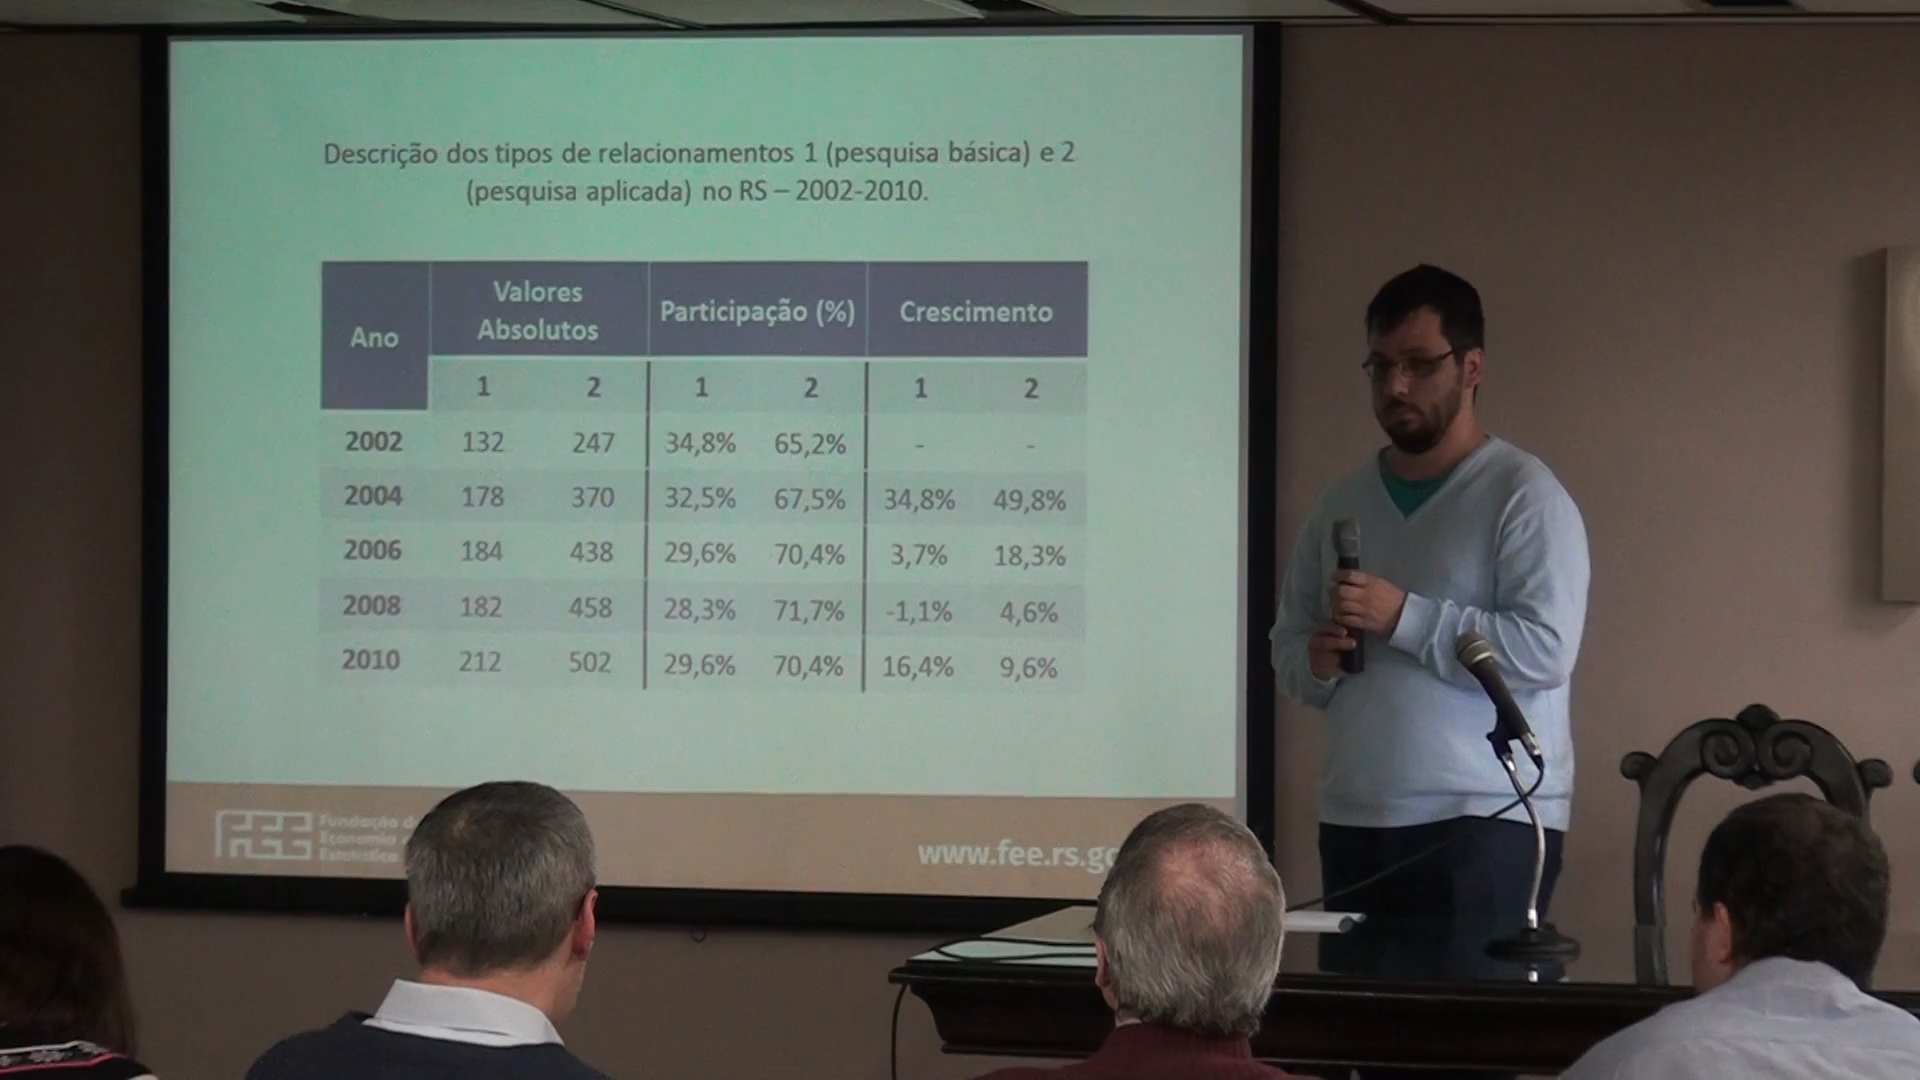 Descrição dos tipos de relacionamentos 1 (pesquisa básica) e 2
(pesquisa aplicada) no RS – 2002-2010.
Ano Valores Absolutos Participação (%) Crescimento
1 2 1 2 1 2
2002 132 247 34,8% 65,2% - -
2004 178 370 32,5% 67,5% 34,8% 49,8%
2006 184 438 29,6% 70,4% 3,7% 18,3%
2008 182 458 28,3% 71,7% -1,1% 4,6%
2010 212 502 29,6% 70,4% 16,4% 9,6%
FEE
Fundação d
Economia
Estatística
www.fee.rs.go